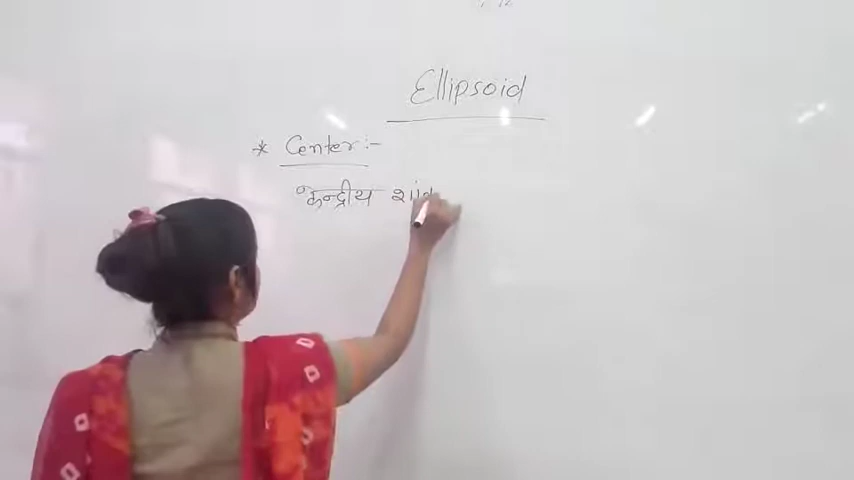 Ellipsoid
* Center :-
केन्द्रीय शां